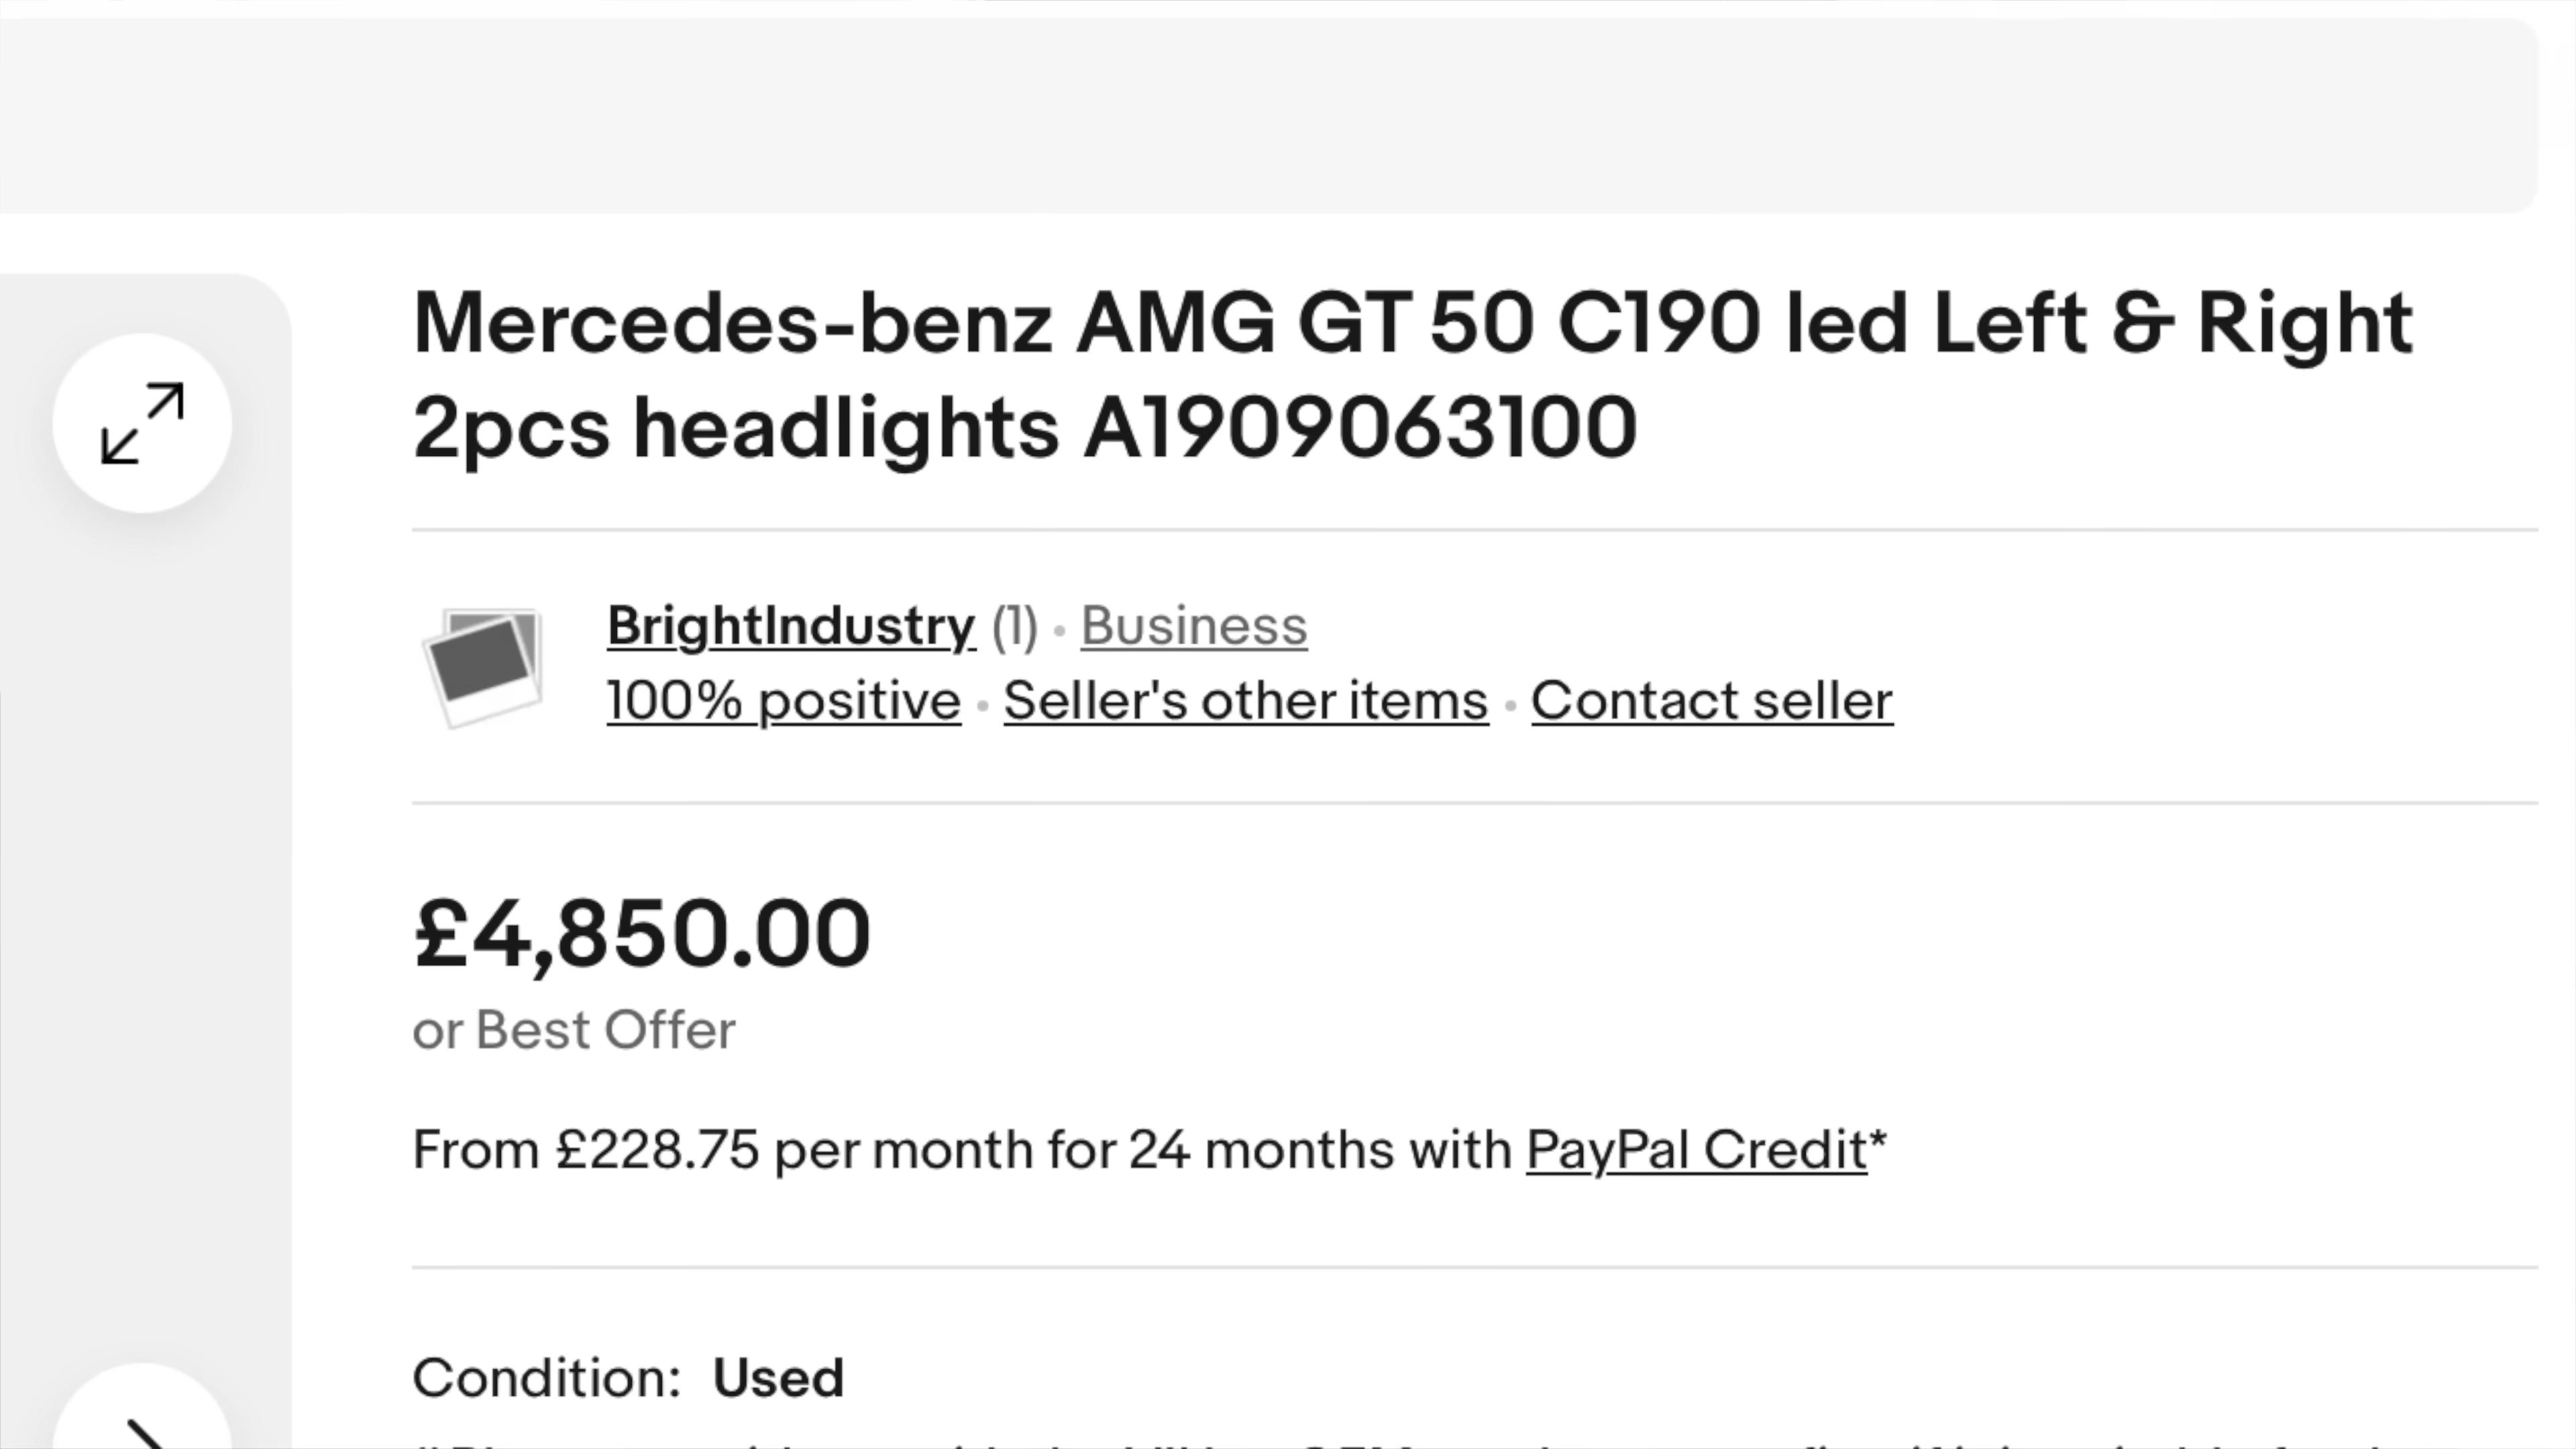 Mercedes-benz AMG GT 50 C190 led Left & Right
2pcs headlights A1909063100
BrightIndustry (1) • Business
100% positive • Seller's other items • Contact seller
£4,850.00
or Best Offer
From £228.75 per month for 24 months with PayPal Credit*
Condition: Used